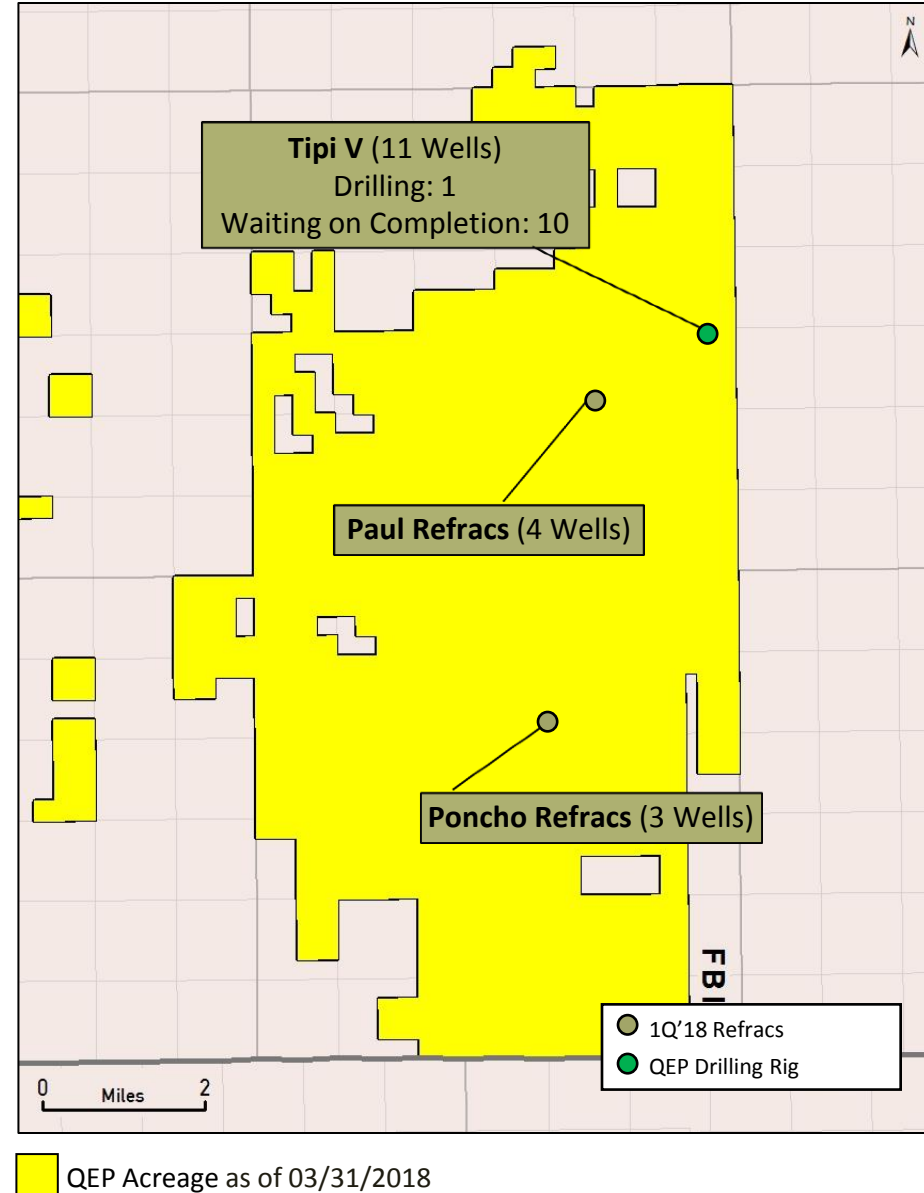 N
Tipi V (11 Wells)
Drilling: 1
Waiting on Completion: 10
Paul Refracs (4 Wells)
Poncho Refracs (3 Wells)
1Q'18 Refracs
QEP Drilling Rig
0 Miles 2
QEP Acreage as of 03/31/2018